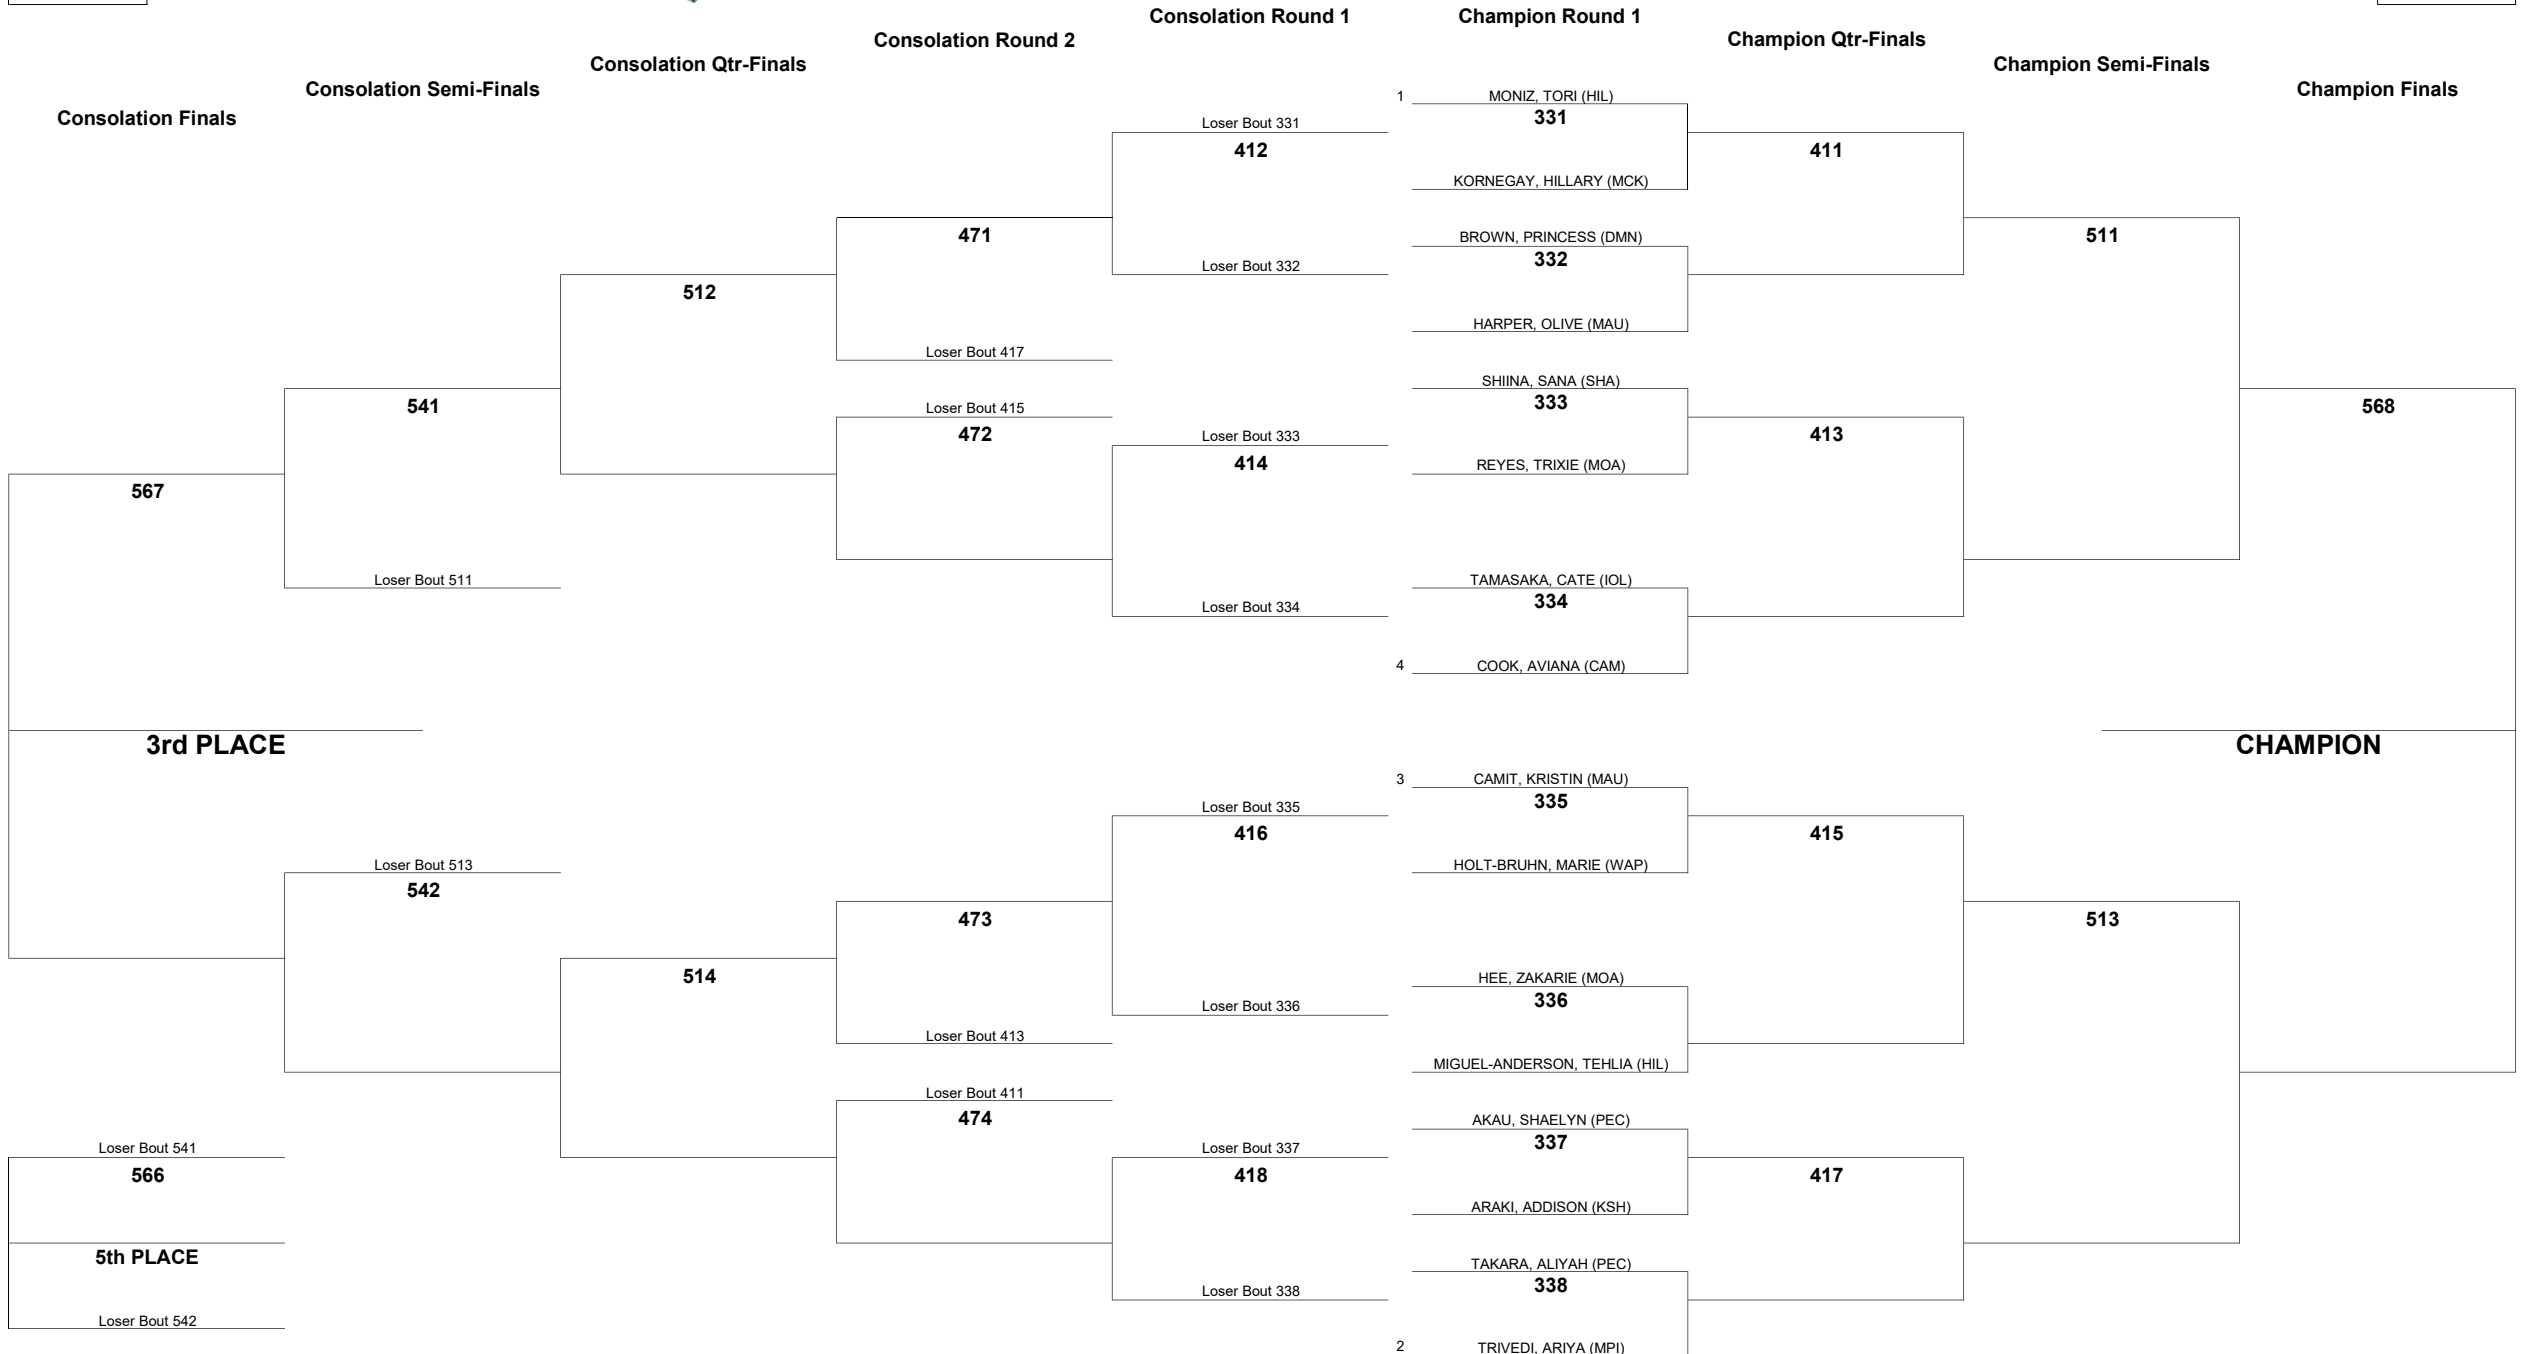 Consolation Round 1
Champion Round 1
Consolation Round 2
Champion Qtr-Finals
Consolation Qtr-Finals
Champion Semi-Finals
Consolation Semi-Finals
Champion Finals
Consolation Finals
1 MONIZ, TORI (HIL)
331
Loser Bout 331
412
411
KORNEGAY, HILLARY (MCK)
471
BROWN, PRINCESS (DMN)
511
332
Loser Bout 332
512
HARPER, OLIVE (MAU)
Loser Bout 417
SHIINA, SANA (SHA)
541
Loser Bout 415
333
568
472
Loser Bout 333
413
414
REYES, TRIXIE (MOA)
567
Loser Bout 511
TAMASAKA, CATE (IOL)
334
Loser Bout 334
4 COOK, AVIANA (CAM)
3rd PLACE
CHAMPION
3 CAMIT, KRISTIN (MAU)
335
Loser Bout 335
416
415
Loser Bout 513
HOLT-BRUHN, MARIE (WAP)
542
473
513
514
HEE, ZAKARIE (MOA)
336
Loser Bout 336
Loser Bout 413
MIGUEL-ANDERSON, TEHLIA (HIL)
Loser Bout 411
474
AKAU, SHAELYN (PEC)
337
Loser Bout 541
Loser Bout 337
566
418
417
ARAKI, ADDISON (KSH)
5th PLACE
TAKARA, ALIYAH (PEC)
338
Loser Bout 338
Loser Bout 542
2 TRIVEDI, ARIYA (MPI)